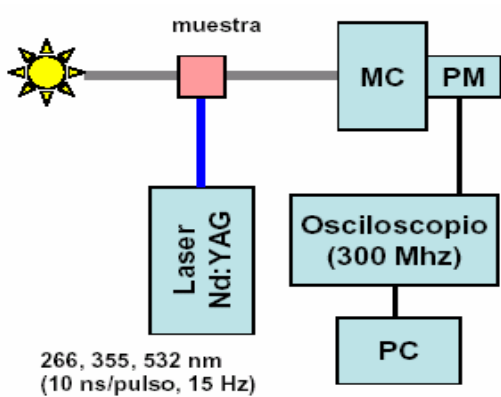 muestra
MC
PM
Laser
Nd:YAG
Osciloscopio
(300 Mhz)
PC
266, 355, 532 nm
(10 ns/pulso, 15 Hz)